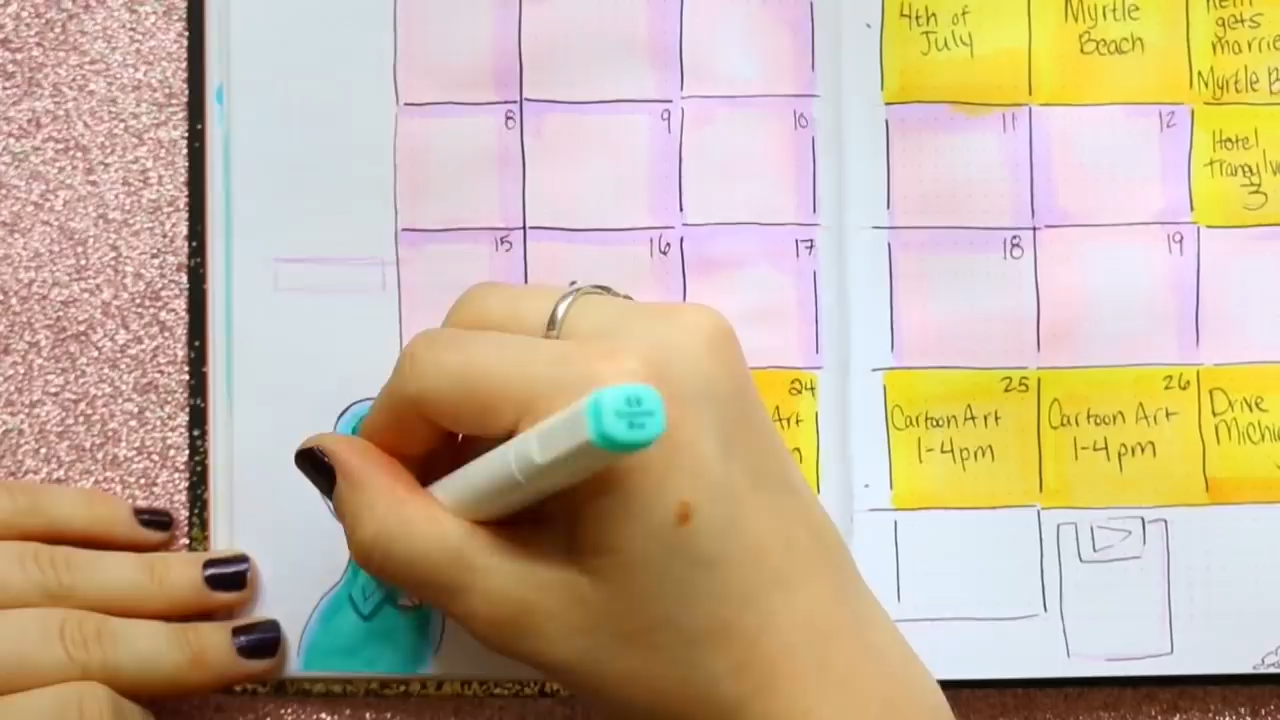 4th of
July
Myrtle
Beach
gets
Myrtle
8
9
10
11
12
Hotel
3
15
16
17
18
19
24
Art
25
Cartoon Art
1-4pm
26
Cartoon Art
1-4pm
Drive